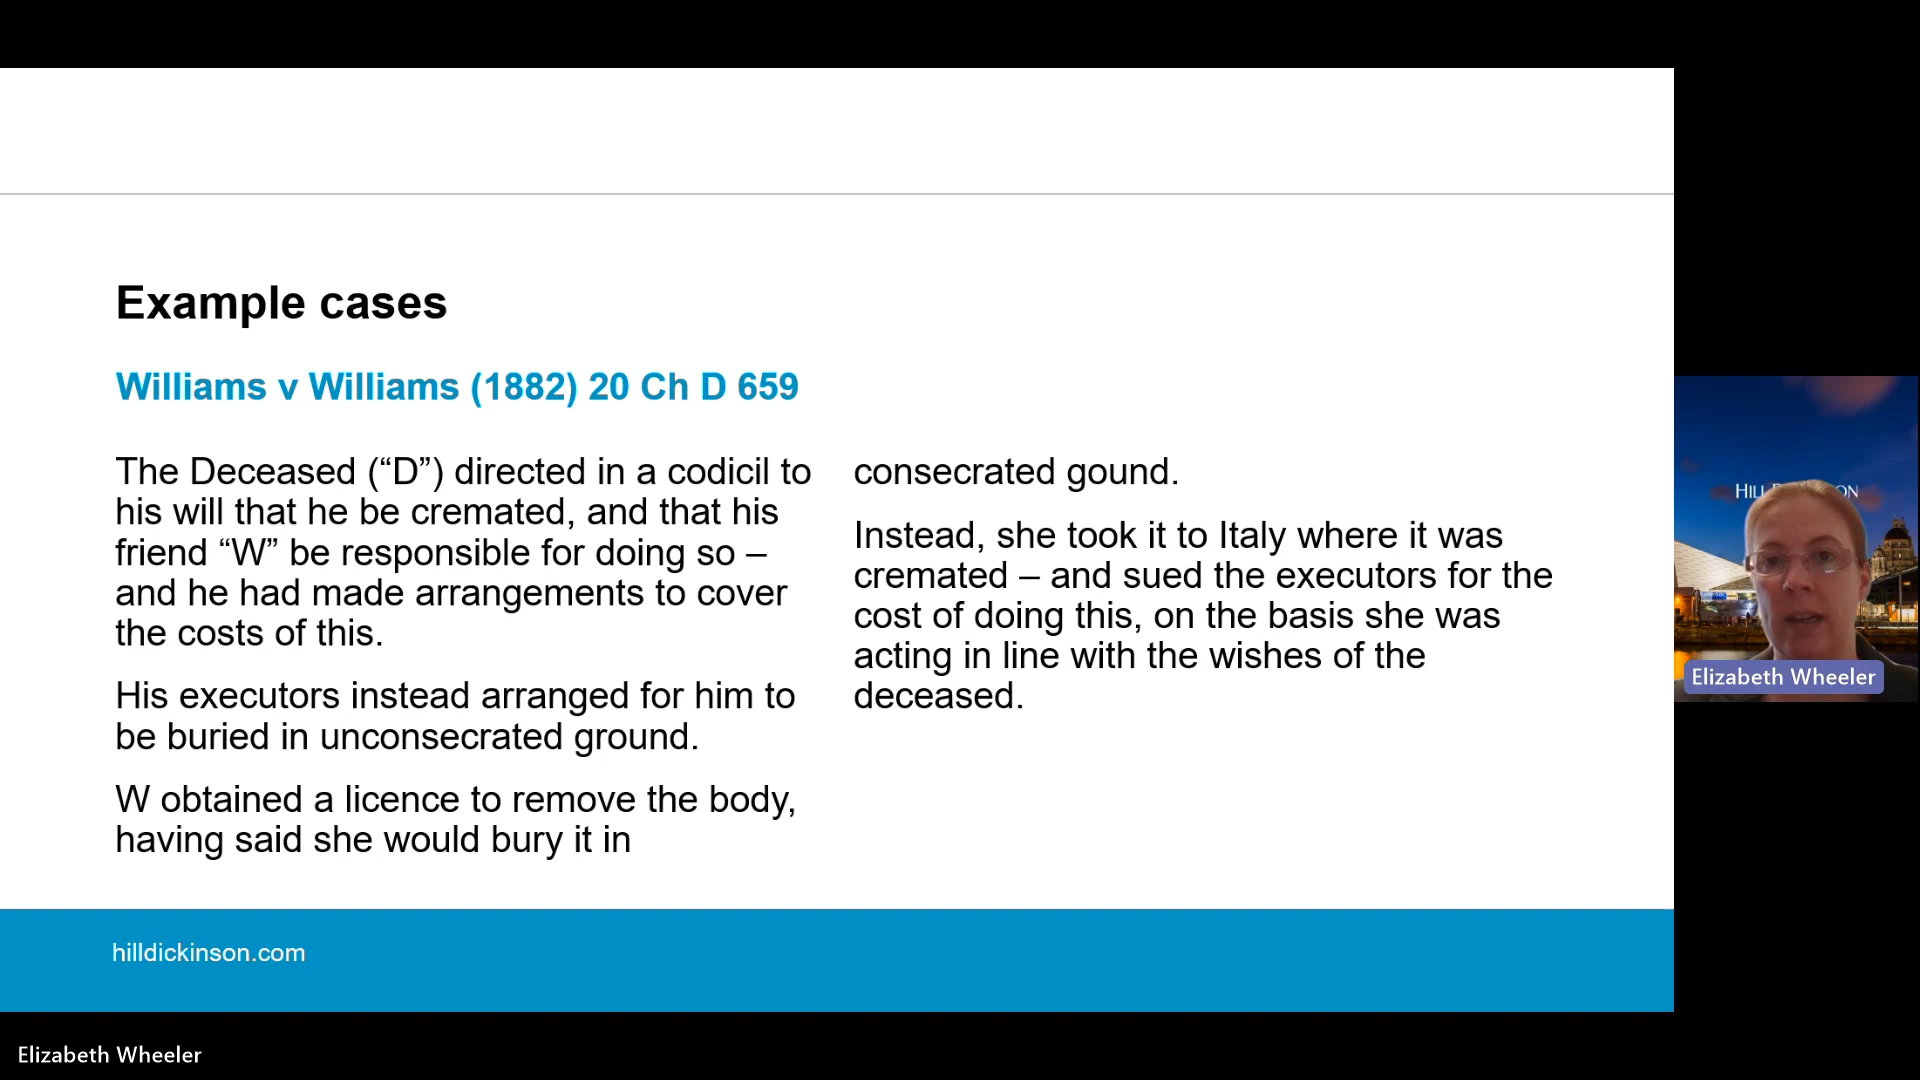 Example cases
Williams v Williams (1882) 20 Ch D 659
The Deceased (“D”) directed in a codicil to
his will that he be cremated, and that his
friend “W” be responsible for doing so –
and he had made arrangements to cover
the costs of this.
His executors instead arranged for him to
be buried in unconsecrated ground.
W obtained a licence to remove the body,
having said she would bury it in
consecrated gound.
Instead, she took it to Italy where it was
cremated – and sued the executors for the
cost of doing this, on the basis she was
acting in line with the wishes of the
deceased.
hilldickinson.com
Elizabeth Wheeler
Elizabeth Wheeler